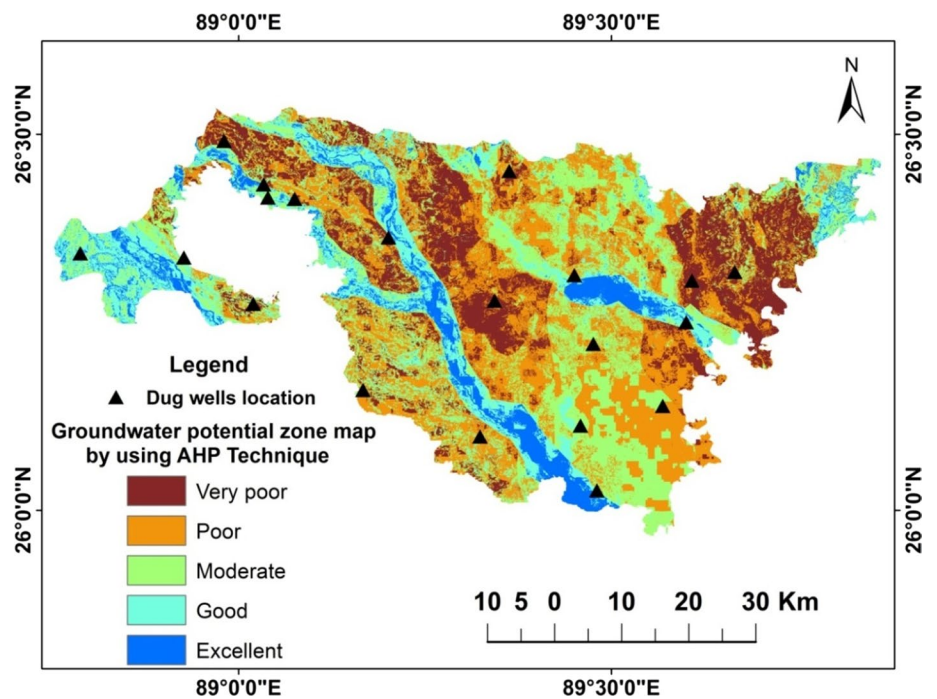 89°0'0"E 89°30'0"E
N
26°30'0"N 26°30'0"N
Legend
Dug wells location
Groundwater potential zone map
by using AHP Technique
Very poor
Poor
Moderate
Good
Excellent
26°0'0"N 26°0'0"N
10 5 0 10 20 30 Km
89°0'0"E 89°30'0"E